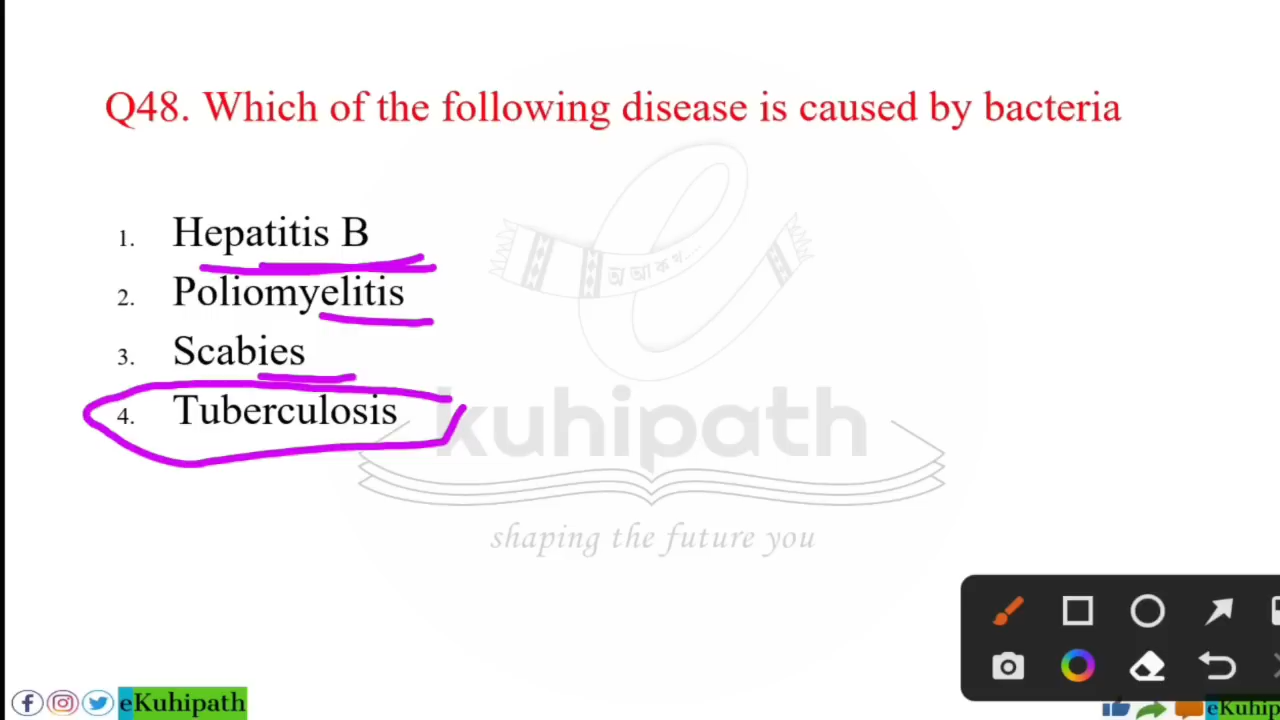 Q48. Which of the following disease is caused by bacteria
1. Hepatitis B
2. Poliomyelitis
3. Scabies
4. Tuberculosis
অ আ ক খ...
kuhipath
shaping the future you
eKuhipath
eKuhip